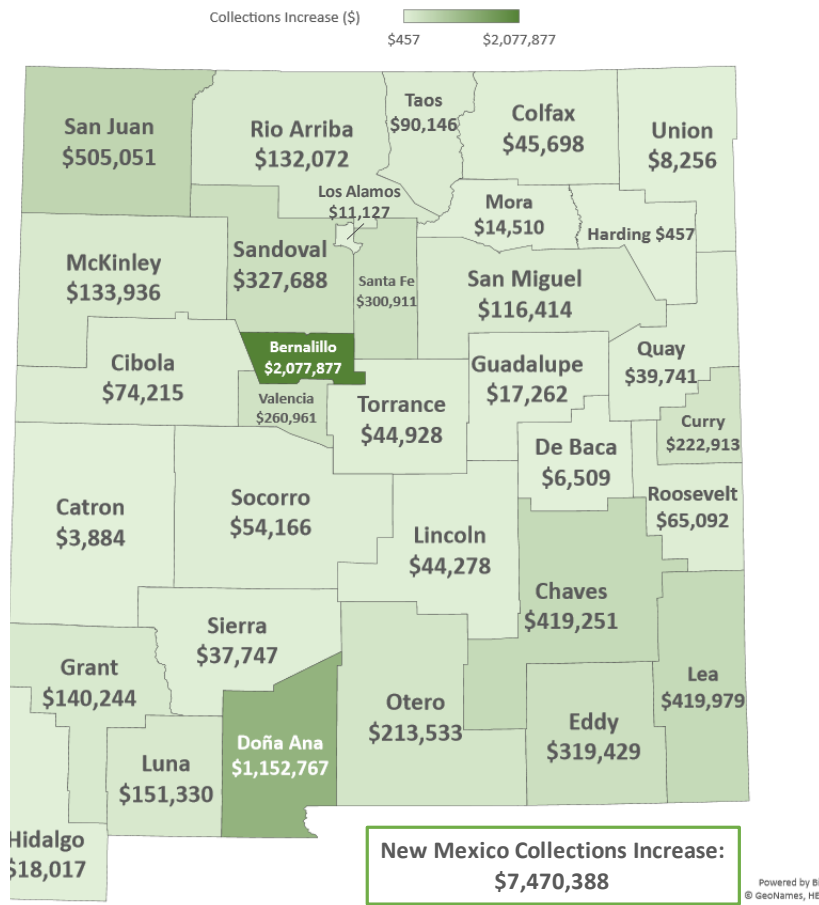 Collections Increase ($)
$457
$2,077,877
San Juan
$505,051
Rio Arriba
$132,072
Taos
$90,146
Colfax
$45,698
Union
$8,256
Los Alamos
$11,127
Mora
$14,510
Harding $457
McKinley
$133,936
Sandoval
$327,688
Santa Fe
$300,911
San Miguel
$116,414
Bernalillo
$2,077,877
Cibola
$74,215
Valencia
$260,961
Torrance
$44,928
Guadalupe
$17,262
Quay
$39,741
Curry
$222,913
De Baca
$6,509
Roosevelt
$65,092
Catron
$3,884
Socorro
$54,166
Lincoln
$44,278
Chaves
$419,251
Sierra
$37,747
Grant
$140,244
Lea
$419,979
Otero
$213,533
Eddy
$319,429
Doña Ana
$1,152,767
Luna
$151,330
Hidalgo
$18,017
New Mexico Collections Increase:
$7,470,388
Powered by Bi
© GeoNames, HE